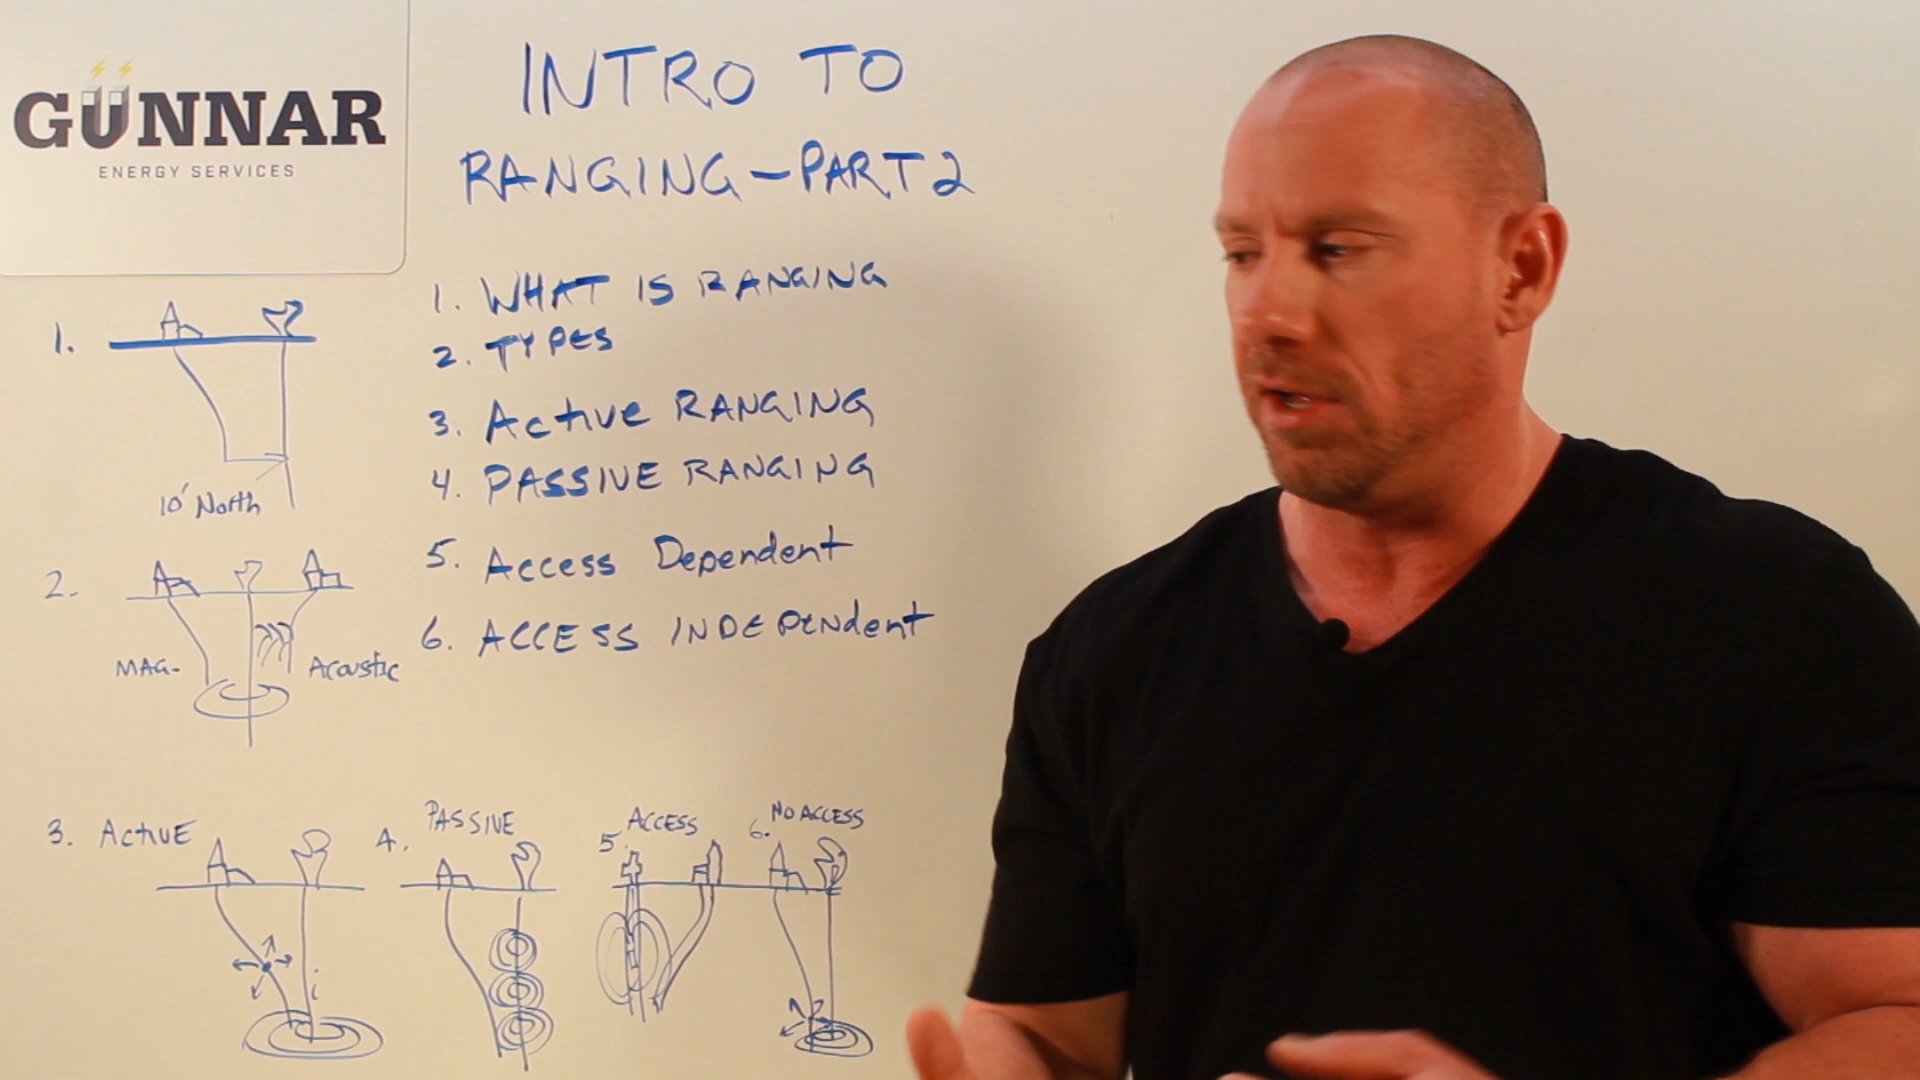 GÜNNAR
ENERGY SERVICES
INTRO TO
RANGING-PART 2
1. WHAT IS RANGING
2. TYPES
3. Active RANGING
4. PASSIVE RANGING
5. Access Dependent
6. ACCESS INDEPENDENT
1.
10' North
2.
MAG-
Acoustic
3. ACTIVE
i
4. PASSIVE
5. ACCESS
6. NO ACCESS